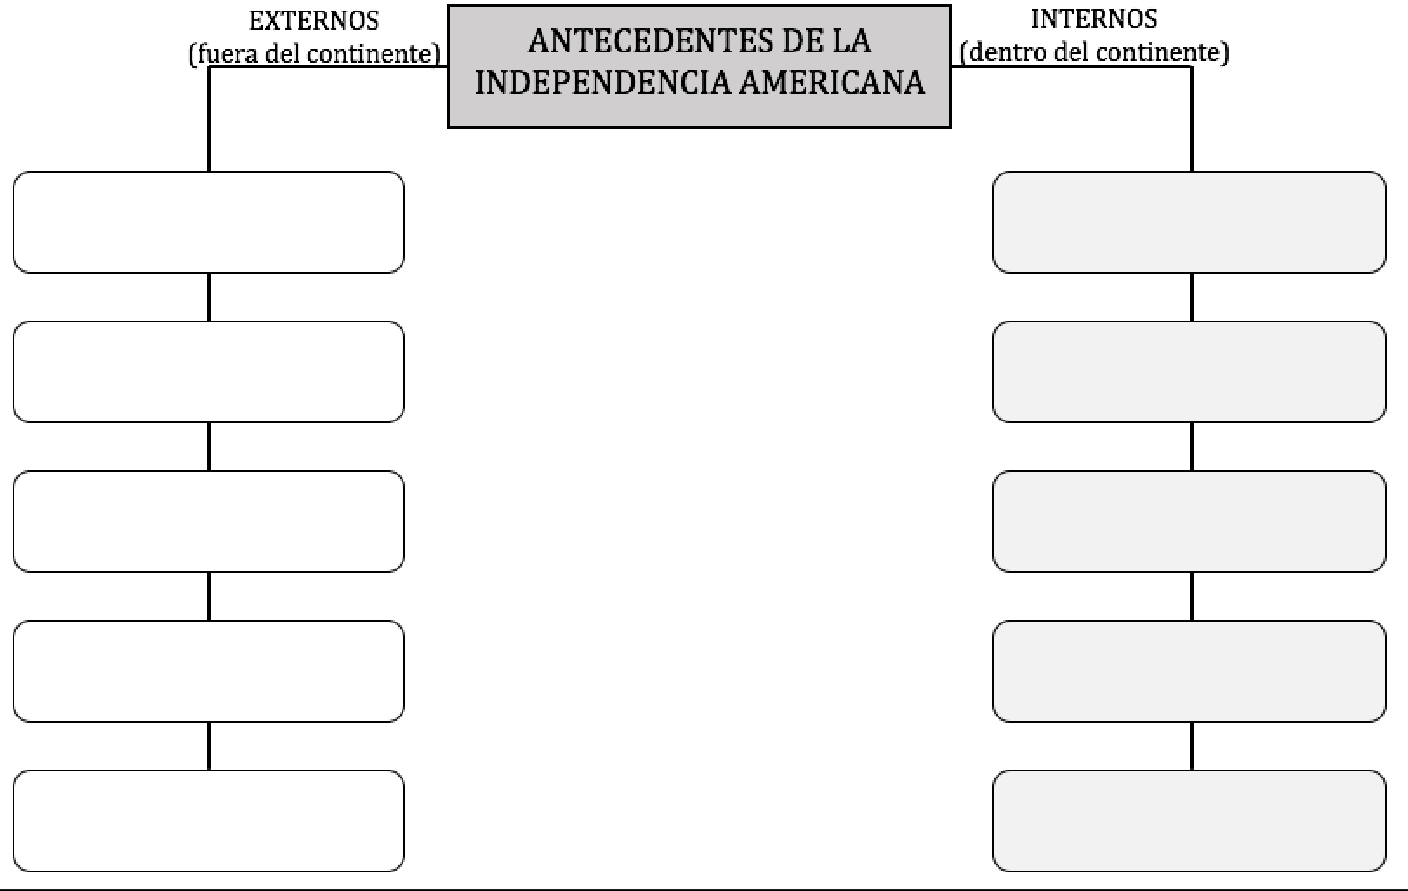 EXTERNOS
(fuera del continente)
ANTECEDENTES DE LA
INDEPENDENCIA AMERICANA
INTERNOS
(dentro del continente)